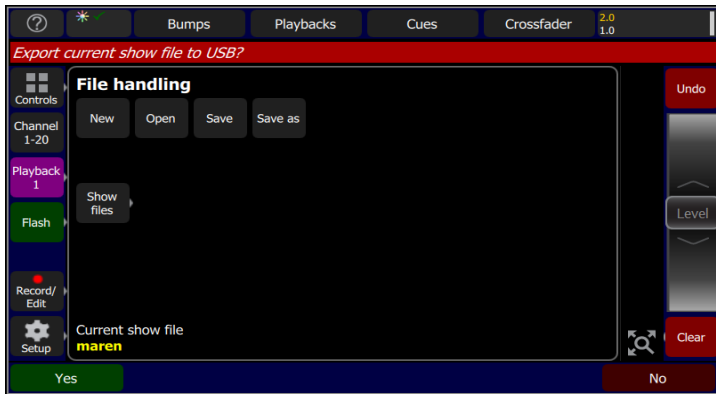 ?
Bumps
Playbacks
Cues
Crossfader
2.0
1.0
Export current show file to USB?
Controls
Channel
1-20
Playback
1
Flash
Record/
Edit
Setup
File handling
New
Open
Save
Save as
Show
files
Current show file
maren
Undo
Level
Clear
Yes
No